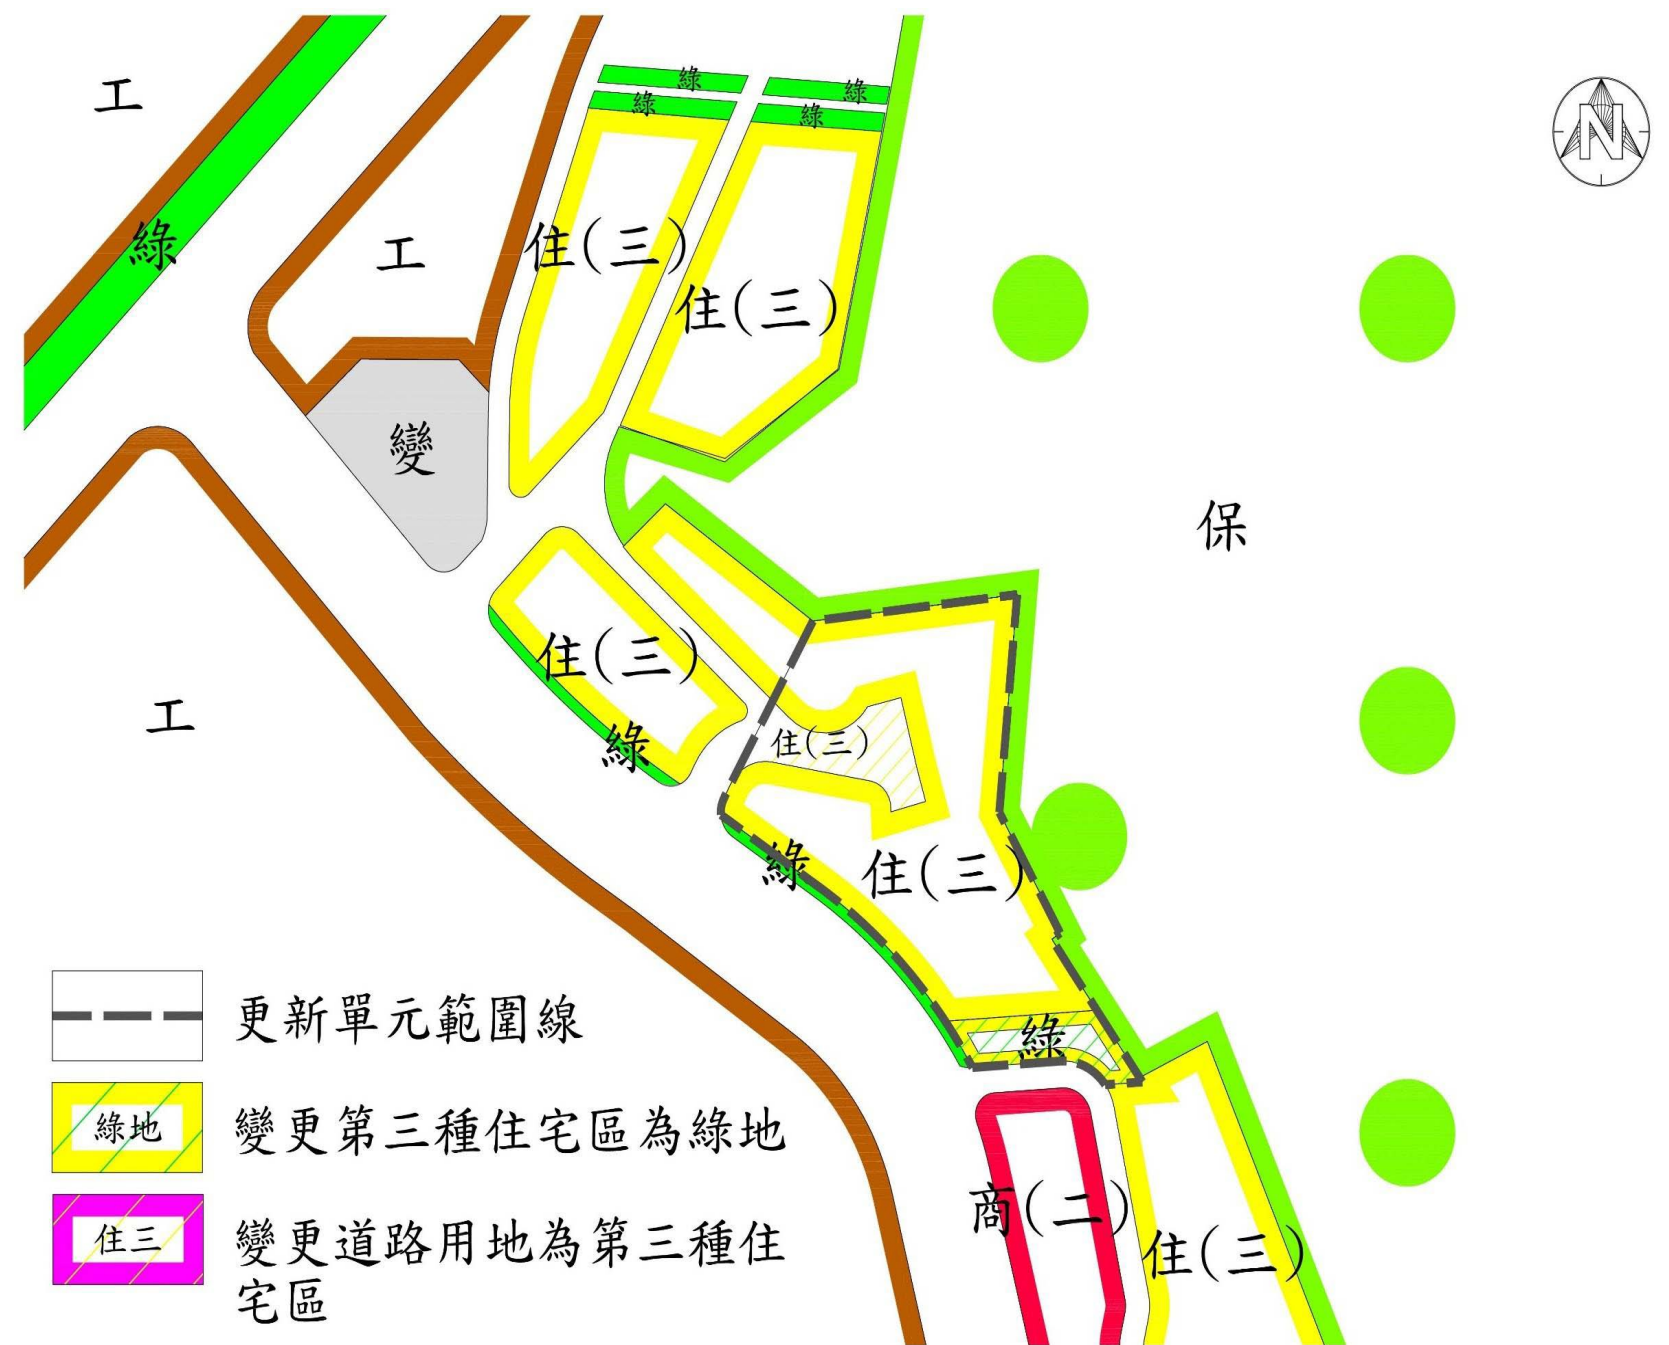 綠
綠
工
綠
綠
N
綠
工
住(三)
住(三)
變
保
住(三)
工
綠
住(三)
綠
住(三)
更新單元範圍線
綠
綠地
變更第三種住宅區為綠地
商(二)
住三
變更道路用地為第三種住
宅區
住(三)